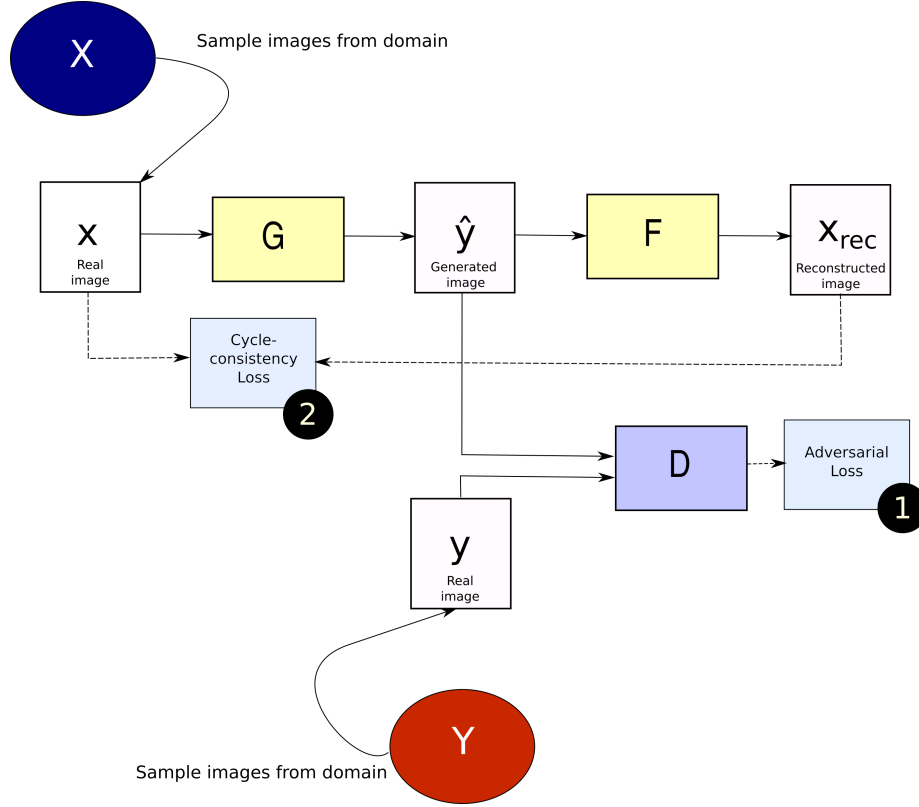 X
Sample images from domain
x
Real
image
G
ŷ
Generated
image
F
xrec
Reconstructed
image
Cycle-
consistency
Loss
2
D
Adversarial
Loss
1
y
Real
image
Y
Sample images from domain